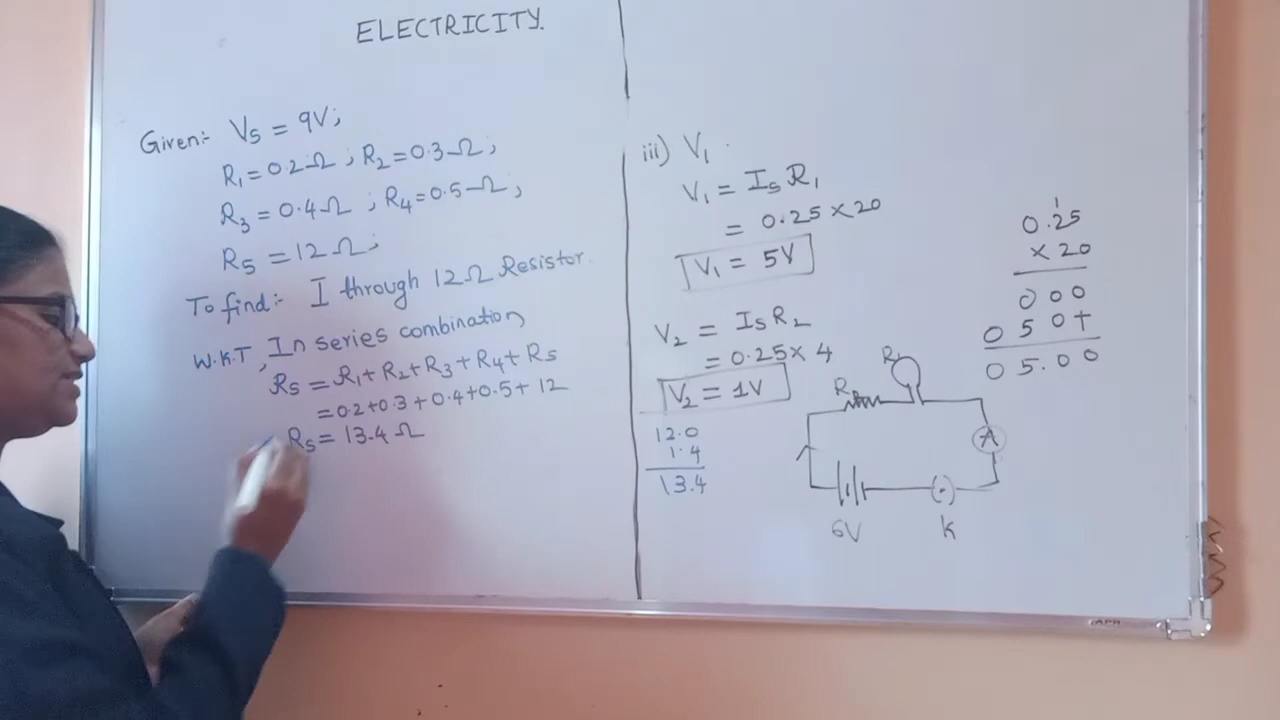 ELECTRICITY.
Given:- VS = 9V;
R1 = 0.2Ω ; R2 = 0.3Ω ;
R3 = 0.4Ω ; R4 = 0.5Ω ;
R5 = 12Ω ;
To find:- I through 12Ω Resistor.
W.K.T, In series combination
RS = R1 + R2 + R3 + R4 + R5
= 0.2 + 0.3 + 0.4 + 0.5 + 12
RS = 13.4 Ω
iii) V1 .
V1 = IS R1
= 0.25 × 20
V1 = 5V
V2 = IS R2
= 0.25 × 4
V2 = 1V
12.0
1.4
13.4
1
0.25
× 20
000
050+
05.00
A
6V
K